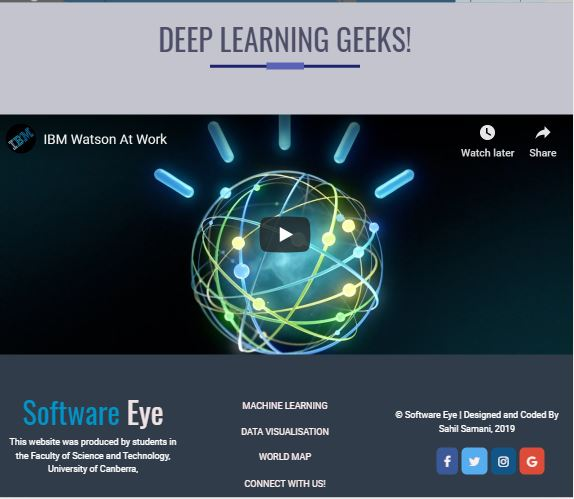 DEEP LEARNING GEEKS!
IBM
IBM Watson At Work
Watch later
Share
Software Eye
This website was produced by students in
the Faculty of Science and Technology,
University of Canberra,
MACHINE LEARNING
DATA VISUALISATION
WORLD MAP
CONNECT WITH US!
© Software Eye | Designed and Coded By
Sahil Samani, 2019